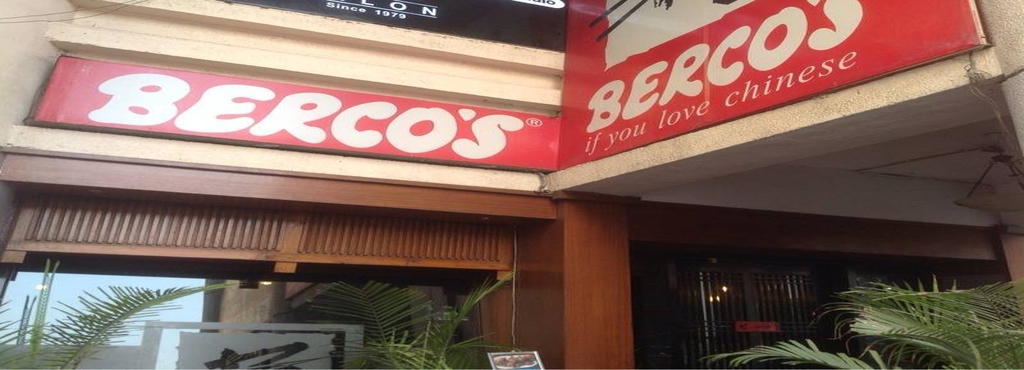 LON
Since 1979
BERCO'S®
BERCO'S
if you love chinese